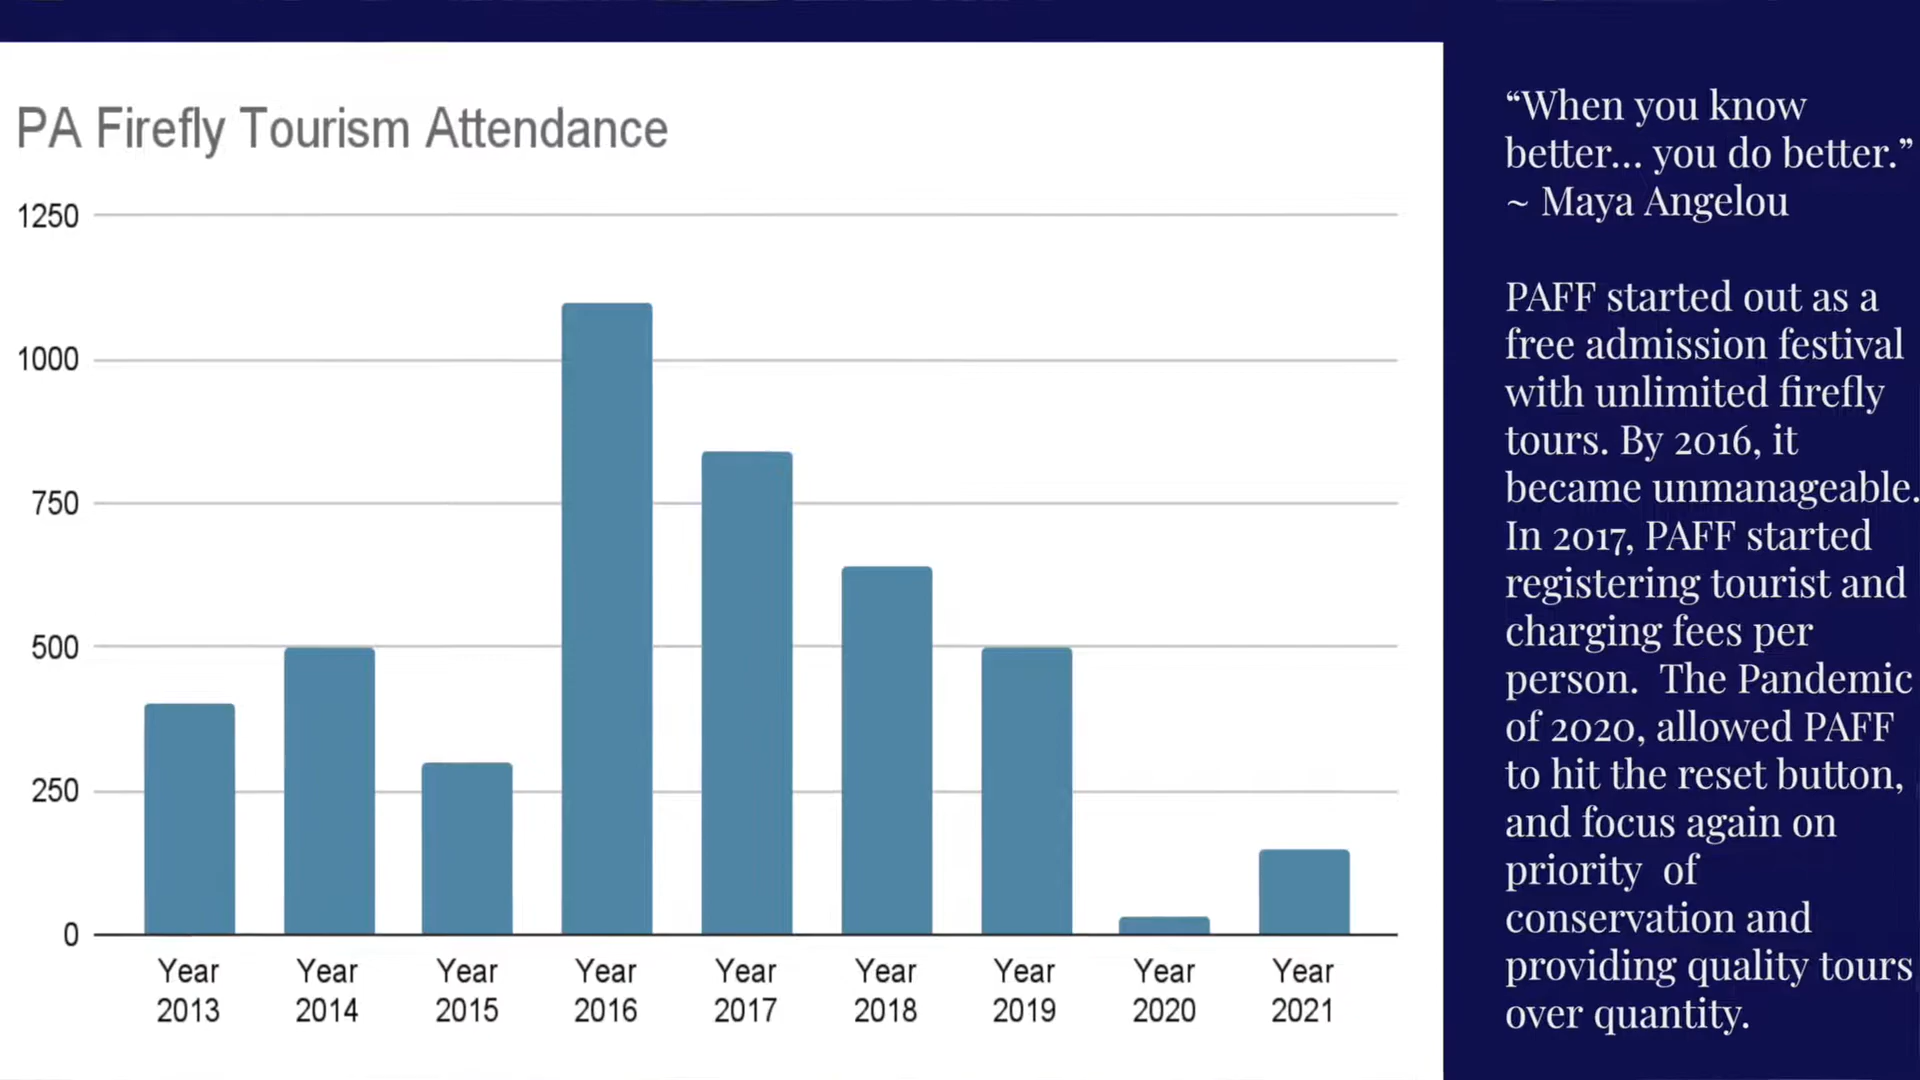 PA Firefly Tourism Attendance
1250
1000
750
500
250
0
Year 2013
Year 2014
Year 2015
Year 2016
Year 2017
Year 2018
Year 2019
Year 2020
Year 2021
“When you know
better... you do better.”
~ Maya Angelou
PAFF started out as a
free admission festival
with unlimited firefly
tours. By 2016, it
became unmanageable.
In 2017, PAFF started
registering tourist and
charging fees per
person.  The Pandemic
of 2020, allowed PAFF
to hit the reset button,
and focus again on
priority  of
conservation and
providing quality tours
over quantity.